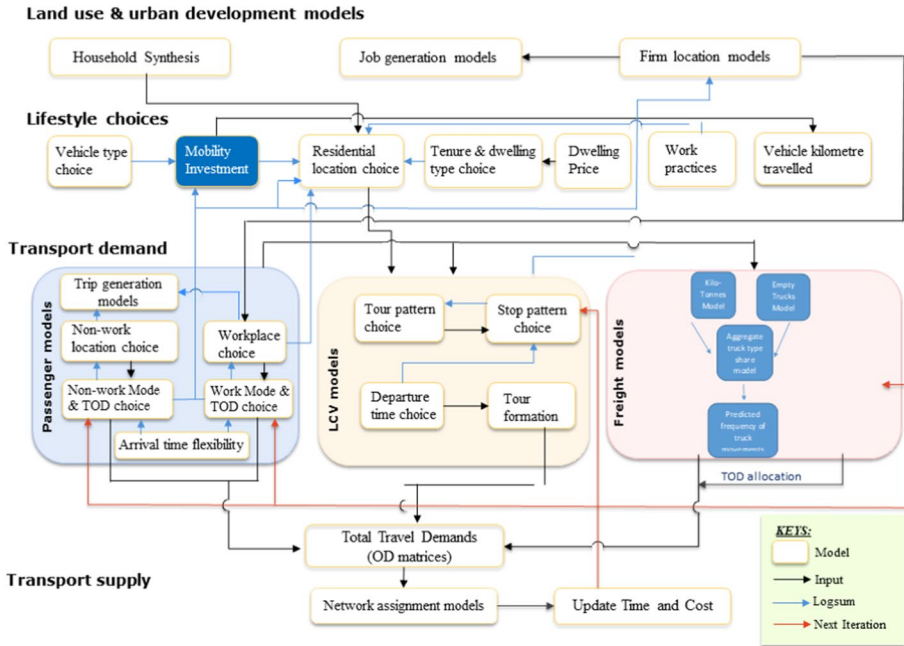 Land use & urban development models
Household Synthesis
Job generation models
Firm location models
Lifestyle choices
Vehicle type
choice
Mobility
Investment
Residential
location choice
Tenure & dwelling
type choice
Dwelling
Price
Work
practices
Vehicle kilometre
travelled
Transport demand
Passenger models
Trip generation
models
Non-work
location choice
Workplace
choice
Non-work Mode
& TOD choice
Work Mode &
TOD choice
Arrival time flexibility
LCV models
Tour pattern
choice
Stop pattern
choice
Departure
time choice
Tour
formation
Freight models
Kilo-
Tonnes
Model
Empty
Trucks Model
Aggregate
truck type
share model
Predicted
frequency of
truck
movements
TOD allocation
Total Travel Demands
(OD matrices)
Transport supply
Network assignment models
Update Time and Cost
KEYS:
Model
Input
Logsum
Next Iteration